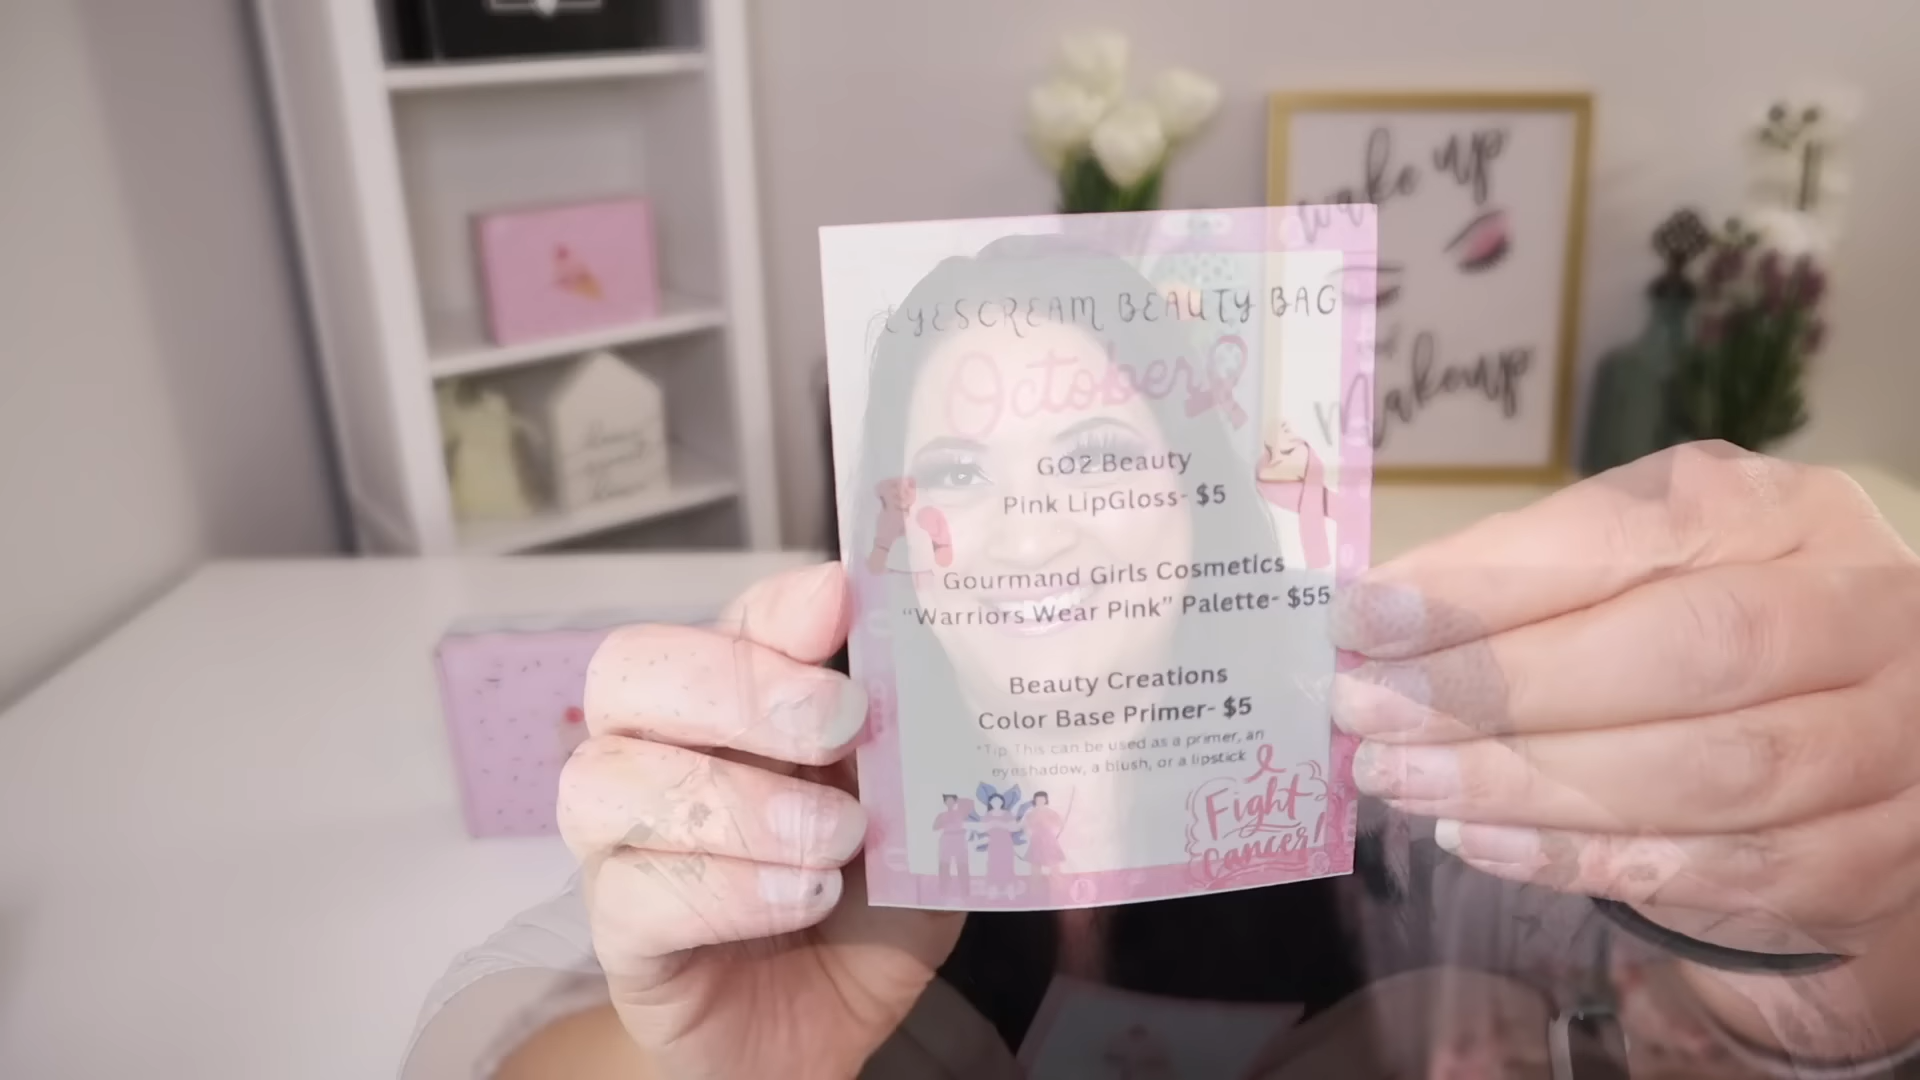 EYESCREAM BEAUTY BAG
October
GO2 Beauty
Pink LipGloss- $5
Gourmand Girls Cosmetics
“Warriors Wear Pink” Palette- $55
Beauty Creations
Color Base Primer- $5
*Tip This can be used as a primer, an
eyeshadow, a blush, or a lipstick
Fight
Cancer!
wake up
Makeup